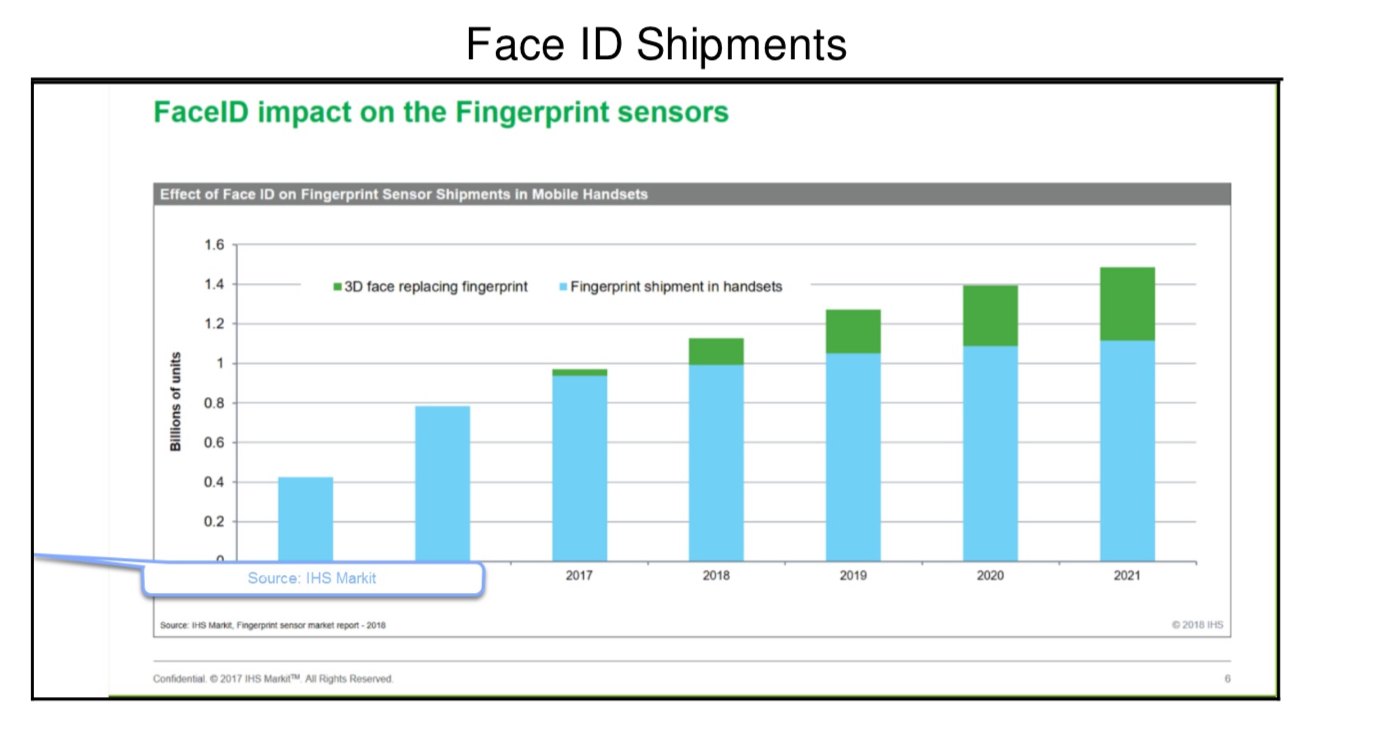 Face ID Shipments
FaceID impact on the Fingerprint sensors
Effect of Face ID on Fingerprint Sensor Shipments in Mobile Handsets
1.6
1.4
1.2
1
0.8
0.6
0.4
0.2
0
Billions of units
3D face replacing fingerprint Fingerprint shipment in handsets
2017 2018 2019 2020 2021
Source: IHS Markit
Source: IHS Markit, Fingerprint sensor market report - 2018
© 2018 IHS
Confidential. © 2017 IHS Markit™. All Rights Reserved.
6